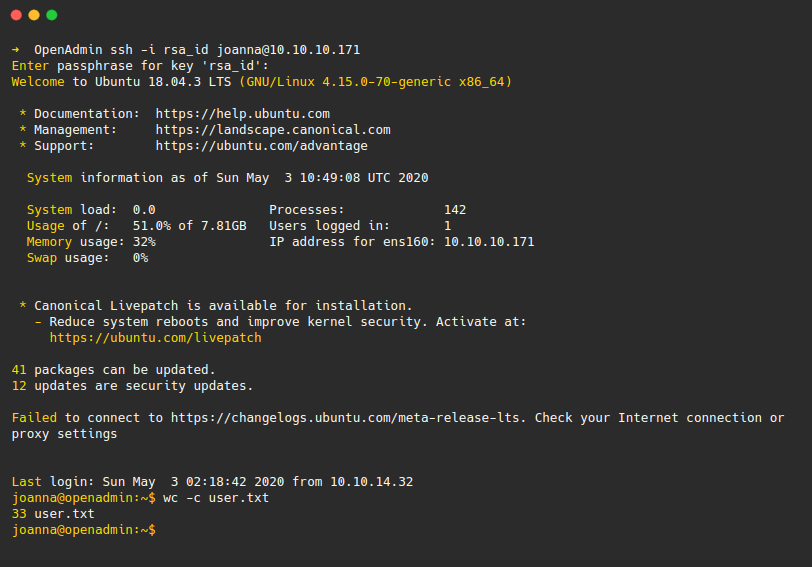 →  OpenAdmin ssh -i rsa_id joanna@10.10.10.171
Enter passphrase for key 'rsa_id':
Welcome to Ubuntu 18.04.3 LTS (GNU/Linux 4.15.0-70-generic x86_64)

 * Documentation:  https://help.ubuntu.com
 * Management:     https://landscape.canonical.com
 * Support:        https://ubuntu.com/advantage

  System information as of Sun May  3 10:49:08 UTC 2020

  System load:  0.0               Processes:             142
  Usage of /:   51.0% of 7.81GB   Users logged in:       1
  Memory usage: 32%               IP address for ens160: 10.10.10.171
  Swap usage:   0%


 * Canonical Livepatch is available for installation.
   - Reduce system reboots and improve kernel security. Activate at:
     https://ubuntu.com/livepatch

41 packages can be updated.
12 updates are security updates.

Failed to connect to https://changelogs.ubuntu.com/meta-release-lts. Check your Internet connection or
proxy settings


Last login: Sun May  3 02:18:42 2020 from 10.10.14.32
joanna@openadmin:~$ wc -c user.txt
33 user.txt
joanna@openadmin:~$